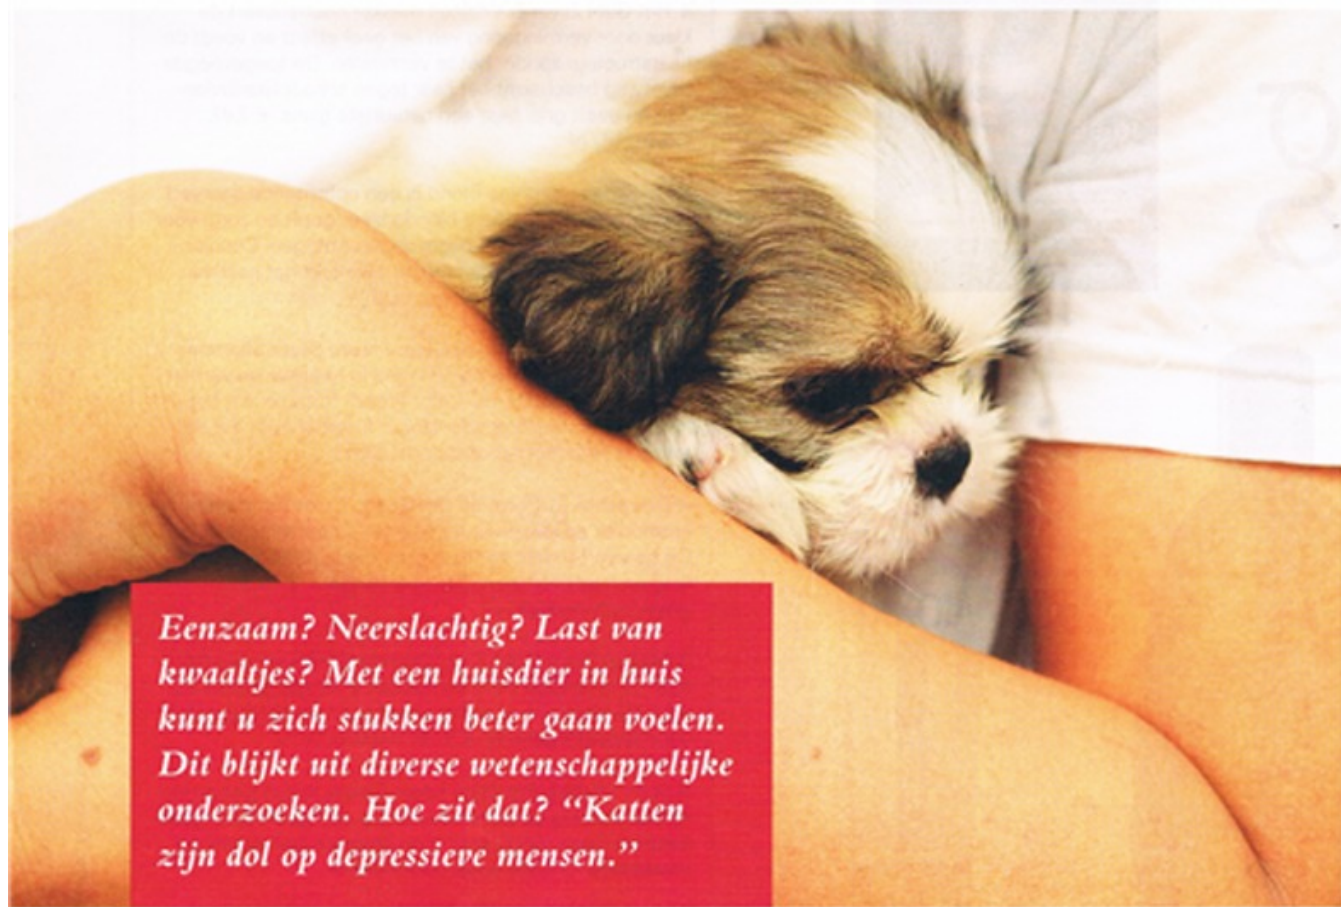 Eenzaam? Neerslachtig? Last van
kwaaltjes? Met een huisdier in huis
kunt u zich stukken beter gaan voelen.
Dit blijkt uit diverse wetenschappelijke
onderzoeken. Hoe zit dat? “Katten
zijn dol op depressieve mensen.”